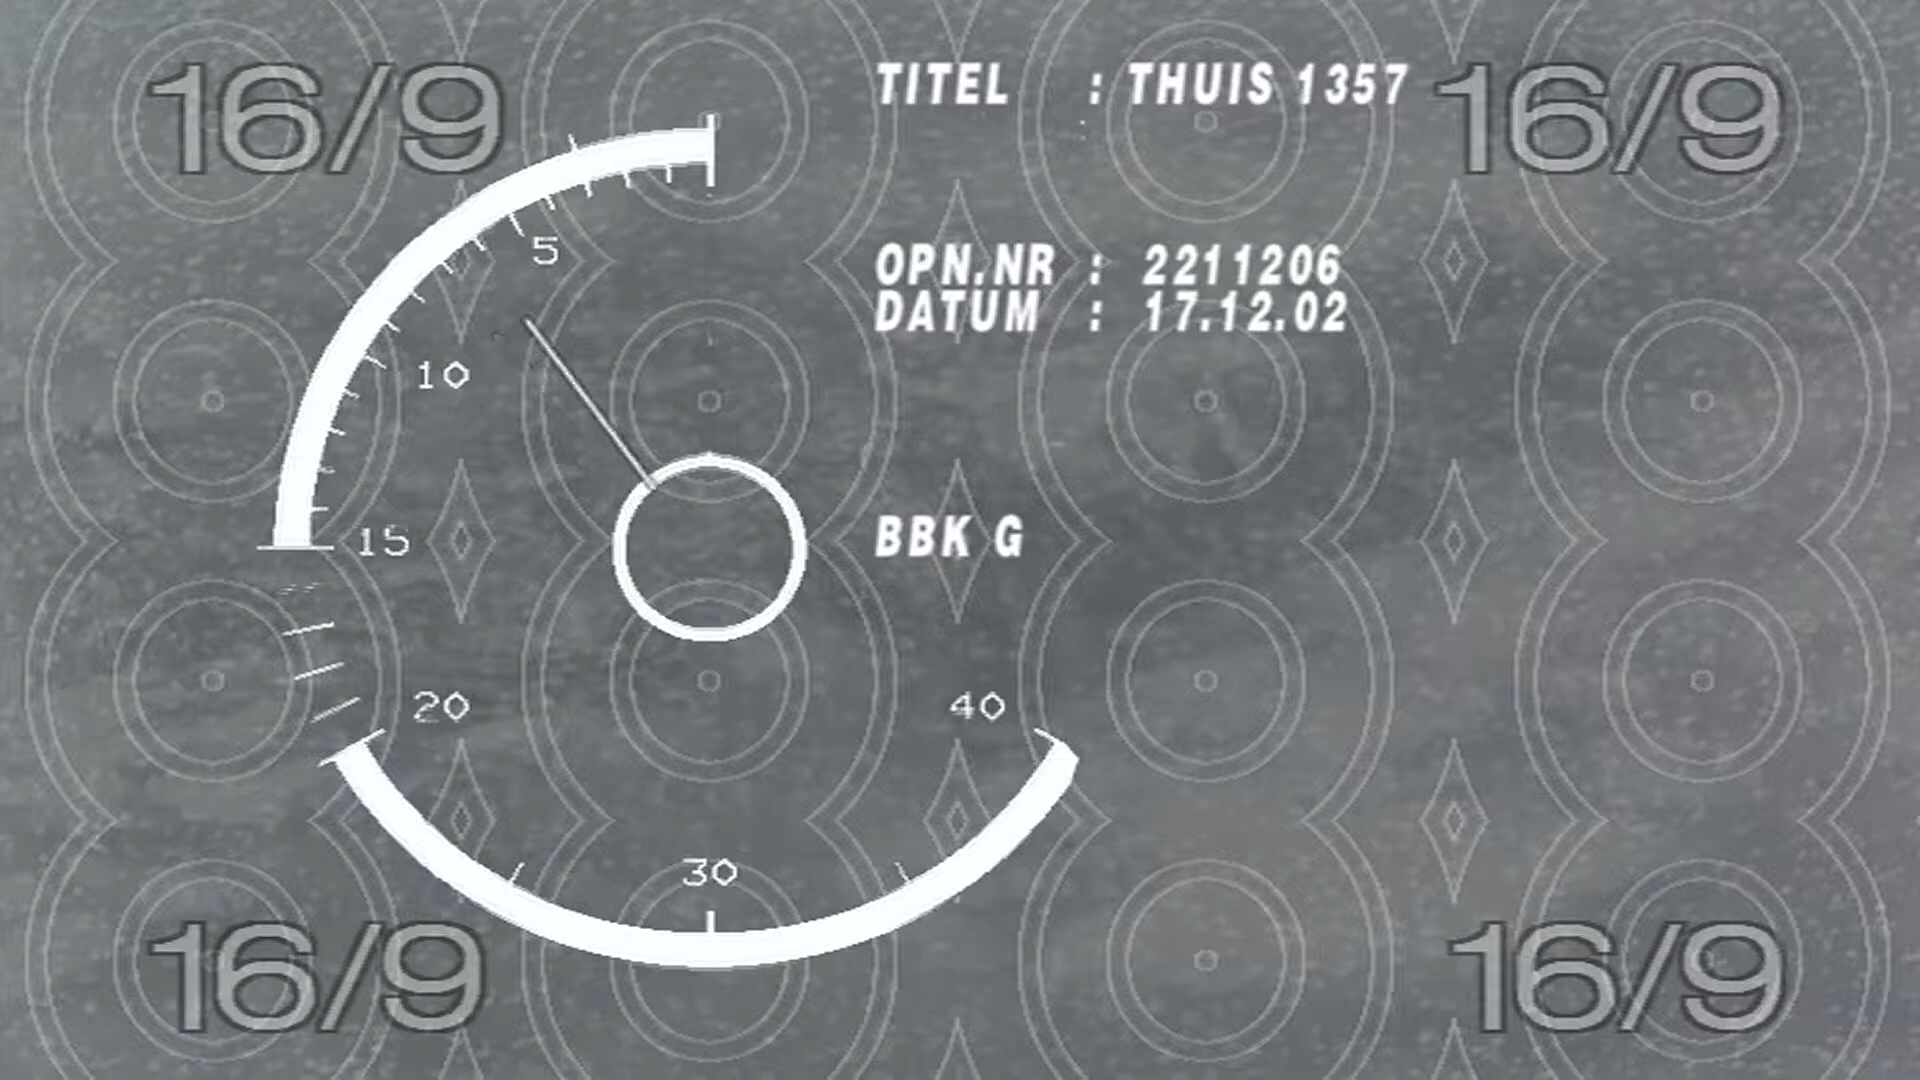 16/9
TITEL : THUIS 1357
16/9
5
OPN.NR : 2211206
DATUM : 17.12.02
10
15
BBK G
20
40
30
16/9
16/9